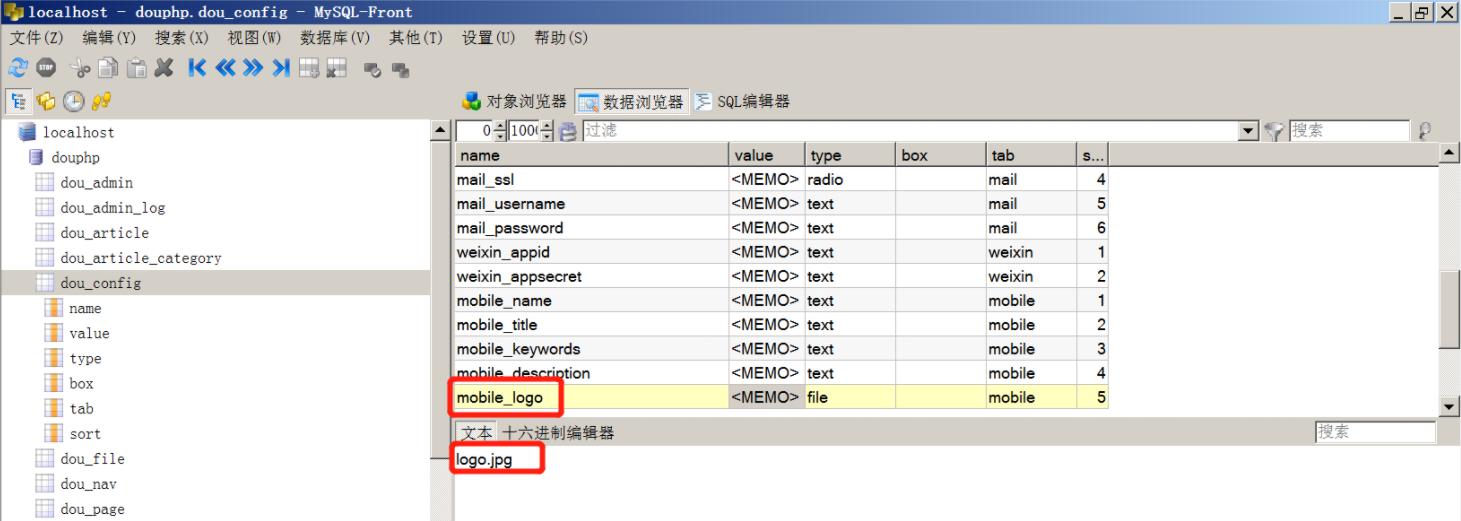 localhost - douphp.dou_config - MySQL-Front
文件(Z) 编辑(Y) 搜索(X) 视图(W) 数据库(V) 其他(T) 设置(U) 帮助(S)
STOP
对象浏览器 数据浏览器 SQL编辑器
localhost
douphp
dou_admin
dou_admin_log
dou_article
dou_article_category
dou_config
name
value
type
box
tab
sort
dou_file
dou_nav
dou_page
0 100( 过滤 搜索
name value type box tab s...
mail_ssl <MEMO> radio mail 4
mail_username <MEMO> text mail 5
mail_password <MEMO> text mail 6
weixin_appid <MEMO> text weixin 1
weixin_appsecret <MEMO> text weixin 2
mobile_name <MEMO> text mobile 1
mobile_title <MEMO> text mobile 2
mobile_keywords <MEMO> text mobile 3
mobile_description <MEMO> text mobile 4
mobile_logo <MEMO> file mobile 5
文本 十六进制编辑器 搜索
logo.jpg